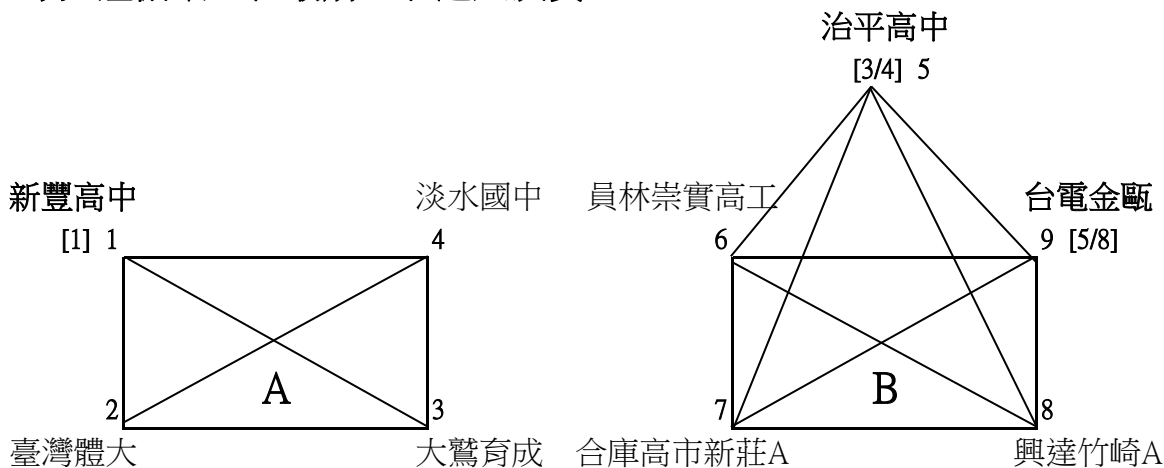 治平高中
[3/4] 5
新豐高中
淡水國中
員林崇實高工
台電金甌
[1] 1
4
6
9 [5/8]
A
B
2
3
7
8
臺灣體大
大鷲育成
合庫高市新莊A
興達竹崎A